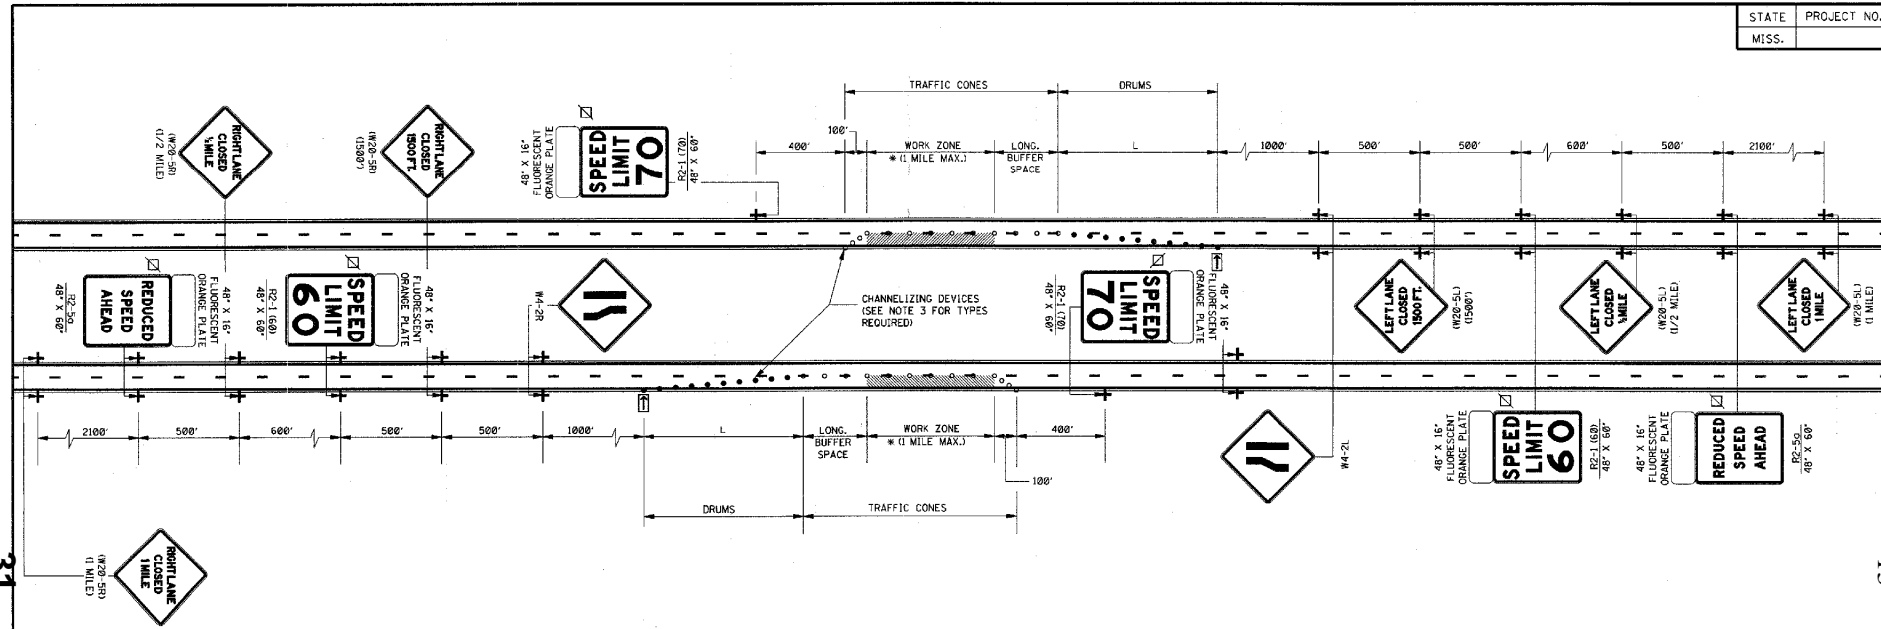 STATE PROJECT NO.
MISS.
TRAFFIC CONES
DRUMS
400'
100'
WORK ZONE
* (1 MILE MAX.)
LONG.
BUFFER
SPACE
L
1000'
500'
500'
600'
500'
2100'
RIGHT LANE
CLOSED
½ MILE
(W20-5R)
(1/2 MILE)
RIGHT LANE
CLOSED
1500 FT.
(W20-5R)
(1500')
48" X 16"
FLUORESCENT
ORANGE PLATE
SPEED
LIMIT
70
R2-1 (70)
48" X 60"
REDUCED
SPEED
AHEAD
R2-5a
48" X 60"
48" X 16"
FLUORESCENT
ORANGE PLATE
SPEED
LIMIT
60
R2-1 (60)
48" X 60"
48" X 16"
FLUORESCENT
ORANGE PLATE
W4-2R
CHANNELIZING DEVICES
(SEE NOTE 3 FOR TYPES
REQUIRED)
SPEED
LIMIT
70
R2-1 (70)
48" X 60"
48" X 16"
FLUORESCENT
ORANGE PLATE
LEFT LANE
CLOSED
1500 FT.
(W20-5L)
(1500')
LEFT LANE
CLOSED
½ MILE
(W20-5L)
(1/2 MILE)
LEFT LANE
CLOSED
1 MILE
(W20-5L)
(1 MILE)
2100'
500'
600'
500'
500'
1000'
L
LONG.
BUFFER
SPACE
WORK ZONE
* (1 MILE MAX.)
400'
100'
DRUMS
TRAFFIC CONES
W4-2L
48" X 16"
FLUORESCENT
ORANGE PLATE
SPEED
LIMIT
60
R2-1 (60)
48" X 60"
48" X 16"
FLUORESCENT
ORANGE PLATE
REDUCED
SPEED
AHEAD
R2-5a
48" X 60"
RIGHT LANE
CLOSED
1 MILE
(W20-5R)
(1 MILE)